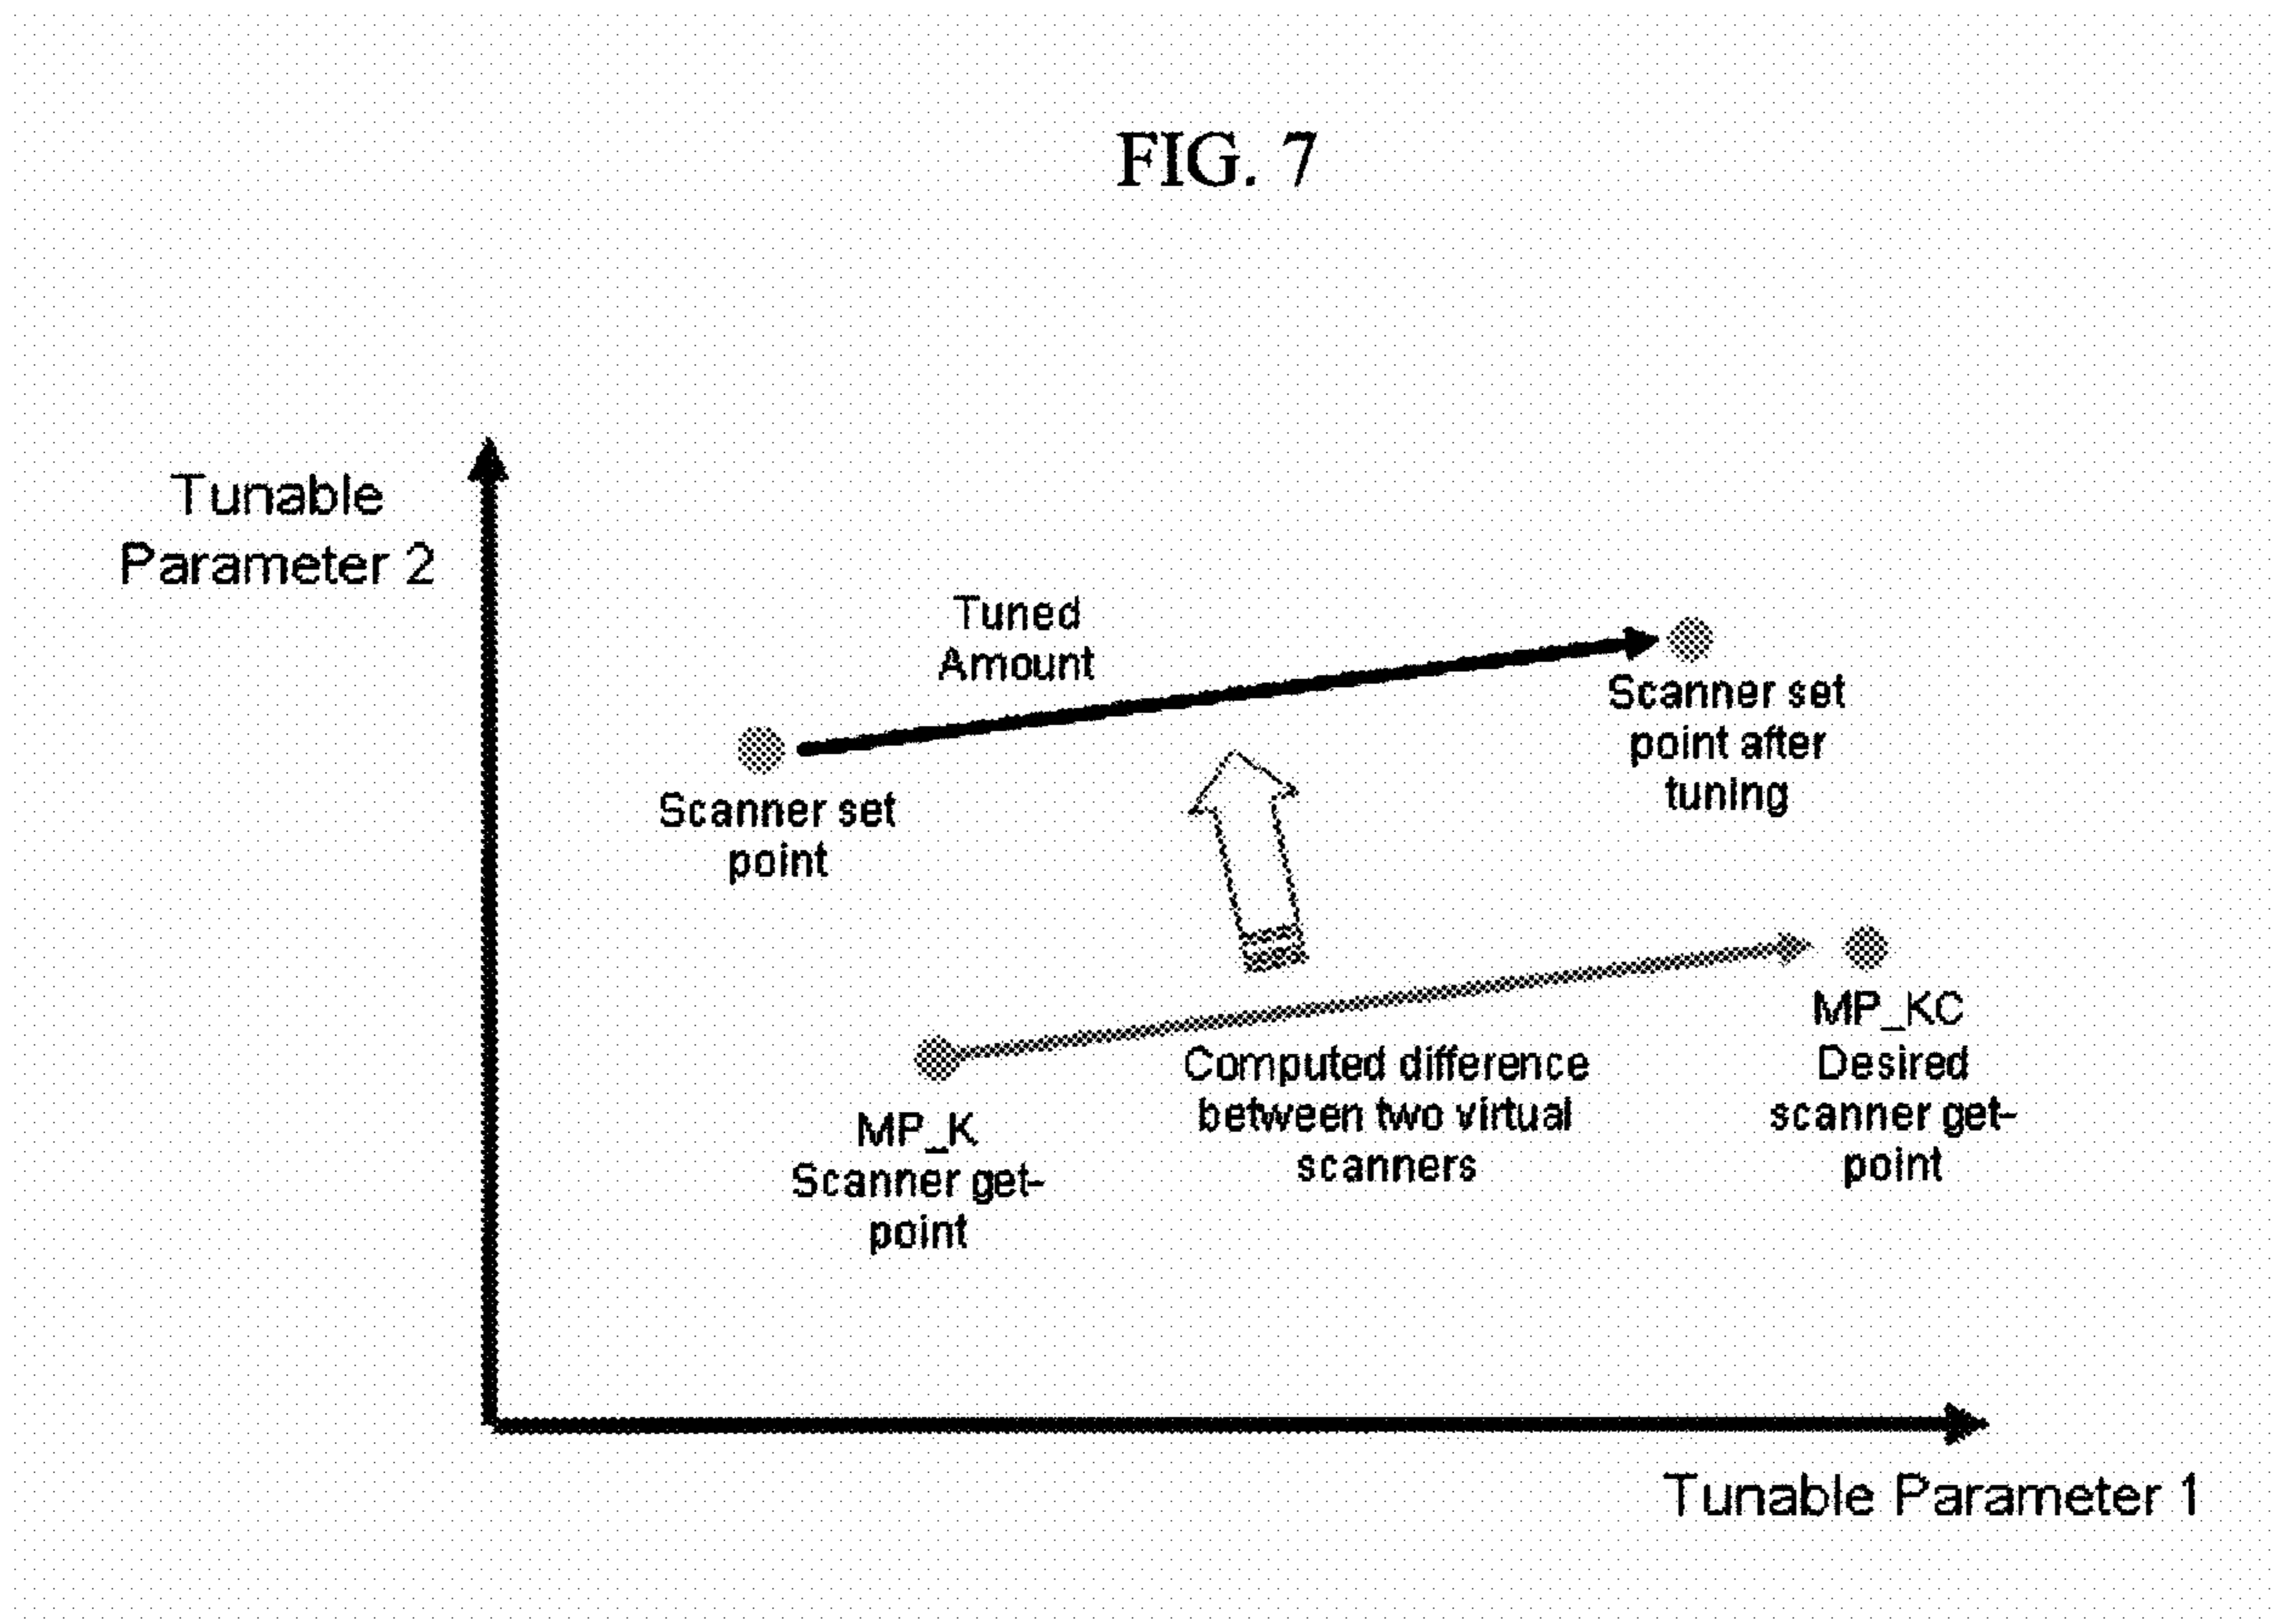 FIG. 7
Tunable
Parameter 2
Tuned
Amount
Scanner set
point
Scanner set
point after
tuning
MP_K
Scanner get-
point
Computed difference
between two virtual
scanners
MP_KC
Desired
scanner get-
point
Tunable Parameter 1